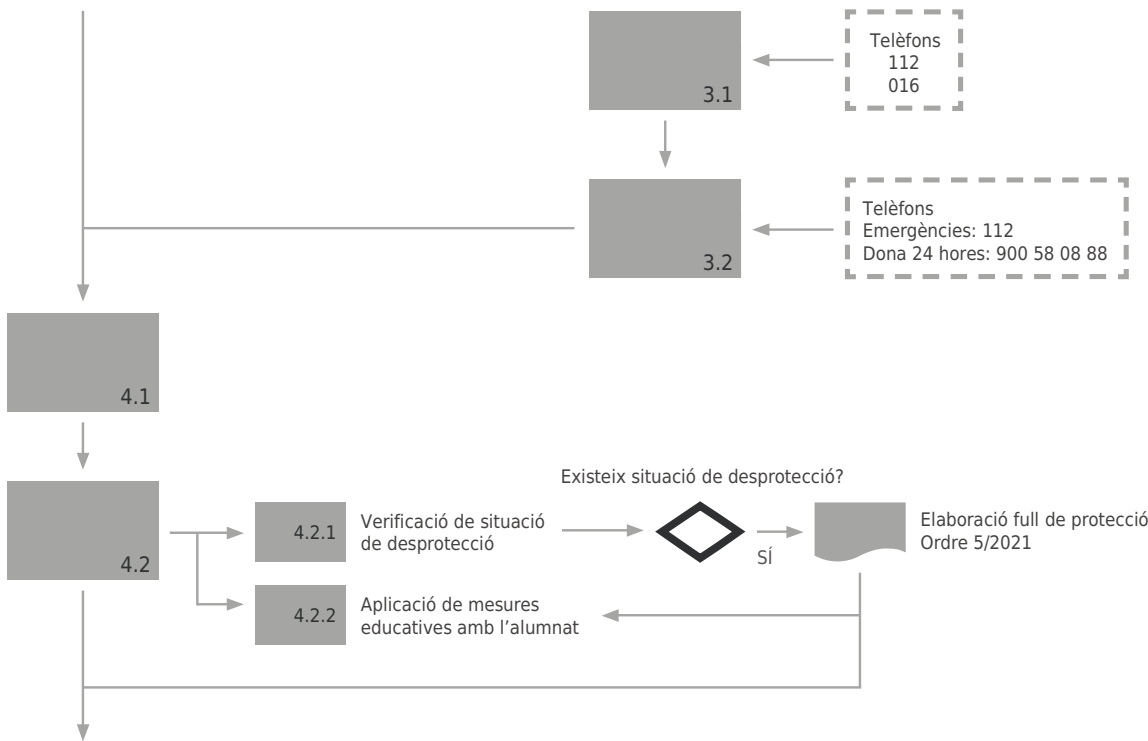 Telèfons
112
016
3.1
Telèfons
Emergències: 112
Dona 24 hores: 900 58 08 88
3.2
4.1
Existeix situació de desprotecció?
4.2
4.2.1
Verificació de situació
de desprotecció
SÍ
Elaboració full de protecció
Ordre 5/2021
4.2.2
Aplicació de mesures
educatives amb l’alumnat